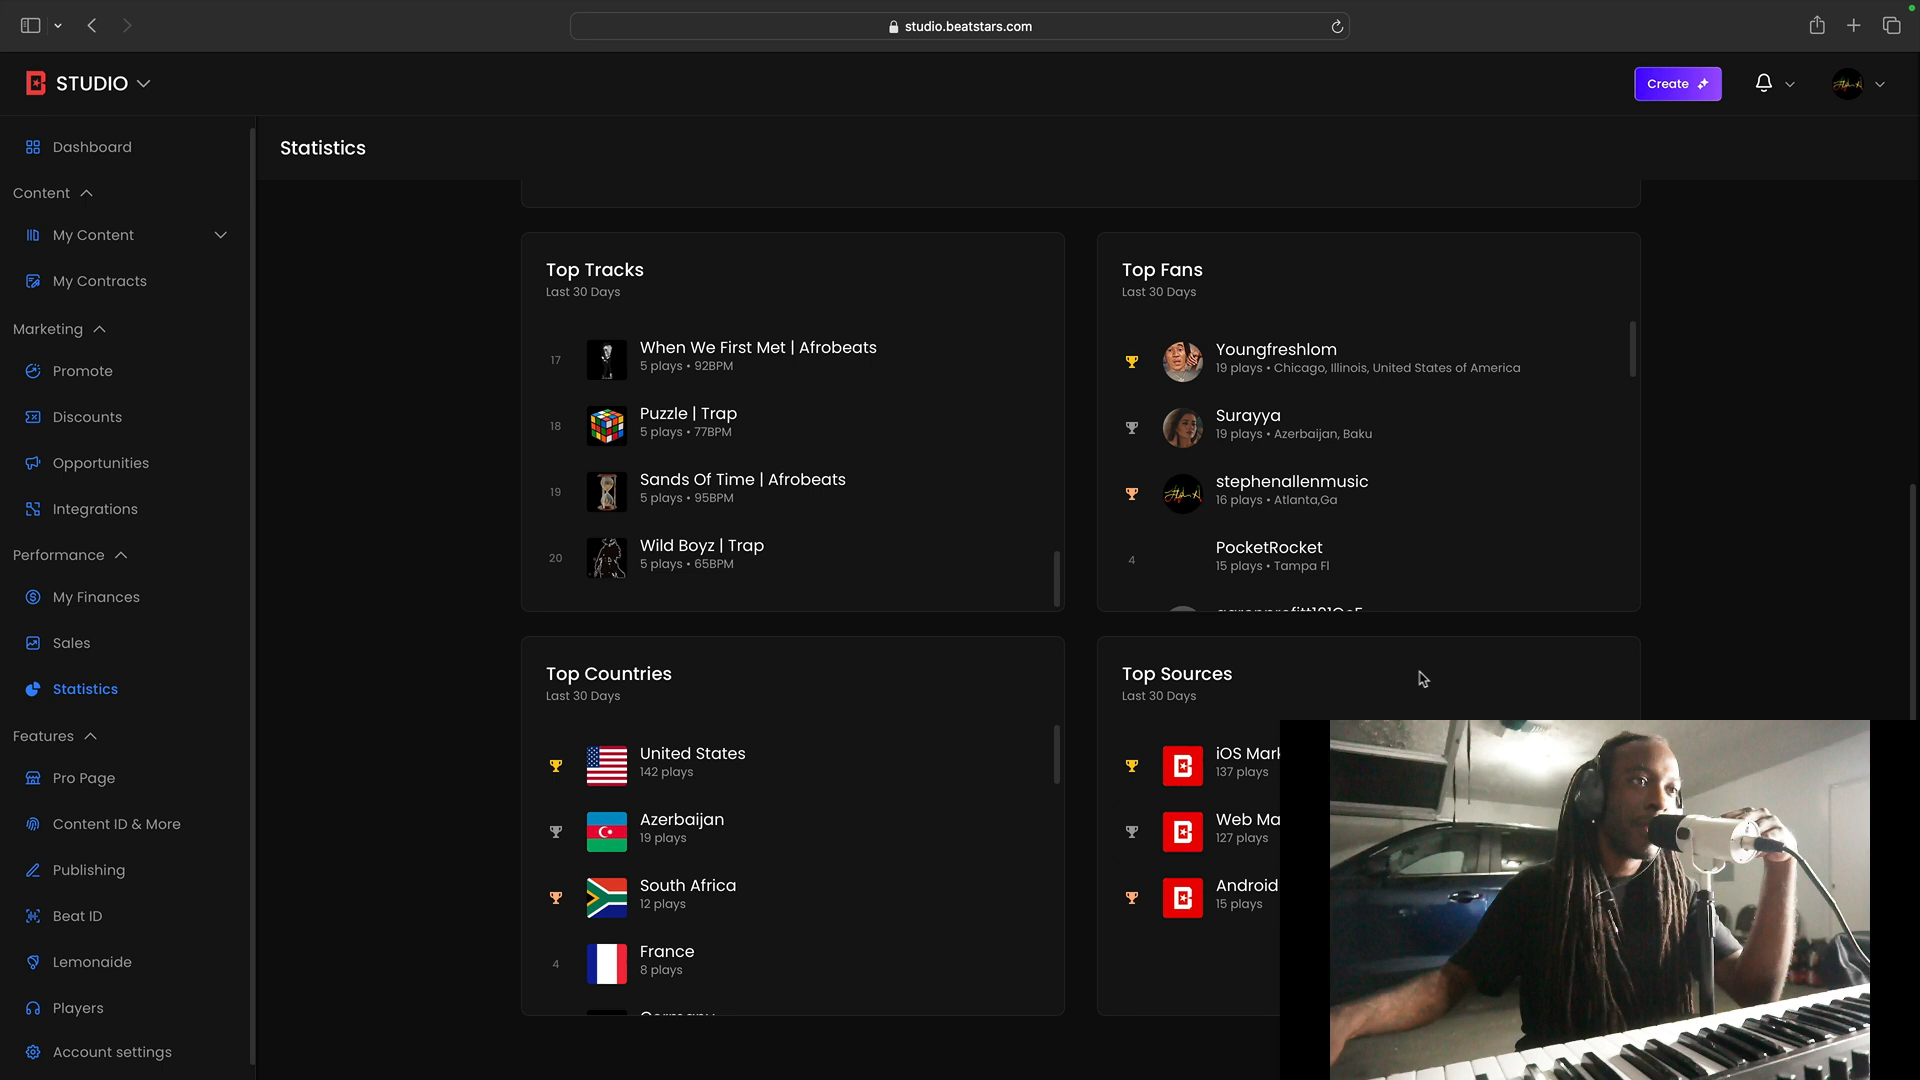 studio.beatstars.com
STUDIO
Create
Dashboard
Content
My Content
My Contracts
Marketing
Promote
Discounts
Opportunities
Integrations
Performance
My Finances
Sales
Statistics
Features
Pro Page
Content ID & More
Publishing
Beat ID
Lemonaide
Players
Account settings
Statistics
Top Tracks
Last 30 Days
17
When We First Met | Afrobeats
5 plays • 92BPM
18
Puzzle | Trap
5 plays • 77BPM
19
Sands Of Time | Afrobeats
5 plays • 95BPM
20
Wild Boyz | Trap
5 plays • 65BPM
Top Fans
Last 30 Days
Youngfreshlom
19 plays • Chicago, Illinois, United States of America
Surayya
19 plays • Azerbaijan, Baku
stephenallenmusic
16 plays • Atlanta,Ga
4
PocketRocket
15 plays • Tampa Fl
Top Countries
Last 30 Days
United States
142 plays
Azerbaijan
19 plays
South Africa
12 plays
4
France
8 plays
Top Sources
Last 30 Days
iOS Mark
137 plays
Web Ma
127 plays
Android
15 plays